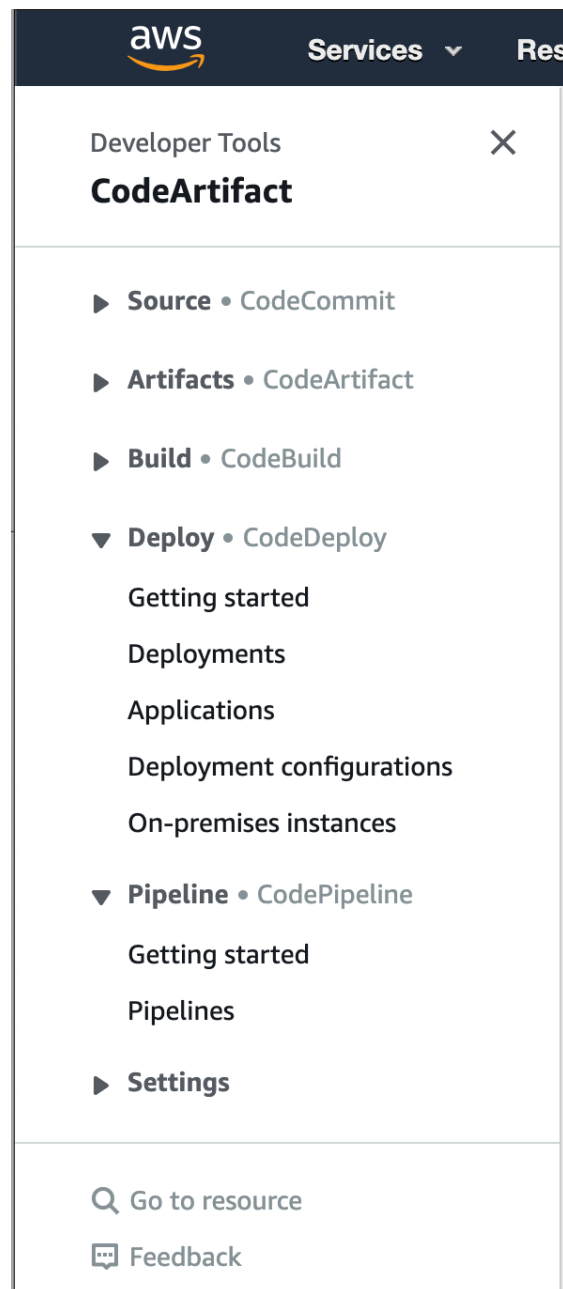 aws
Services Res
Developer Tools
CodeArtifact
Source • CodeCommit
Artifacts • CodeArtifact
Build • CodeBuild
Deploy • CodeDeploy
Getting started
Deployments
Applications
Deployment configurations
On-premises instances
Pipeline • CodePipeline
Getting started
Pipelines
Settings
Go to resource
Feedback